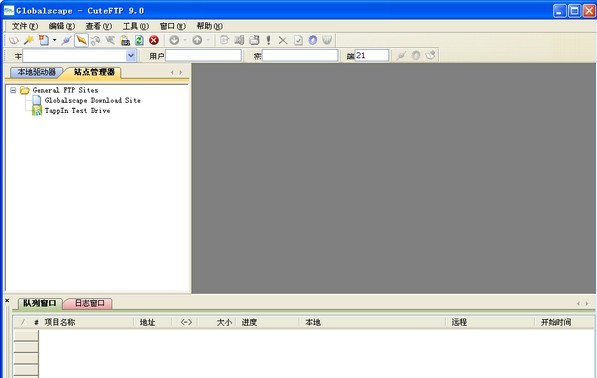 Globalscape - CuteFTP 9.0
文件(F) 编辑(E) 查看(V) 工具(T) 窗口(W) 帮助(H)
主 用户 密 端 21
本地驱动器 站点管理器
General FTP Sites
Globalscape Download Site
TappIn Test Drive
队列窗口 日志窗口
/ # 项目名称 地址 <-> 大小 进度 本地 远程 开始时间